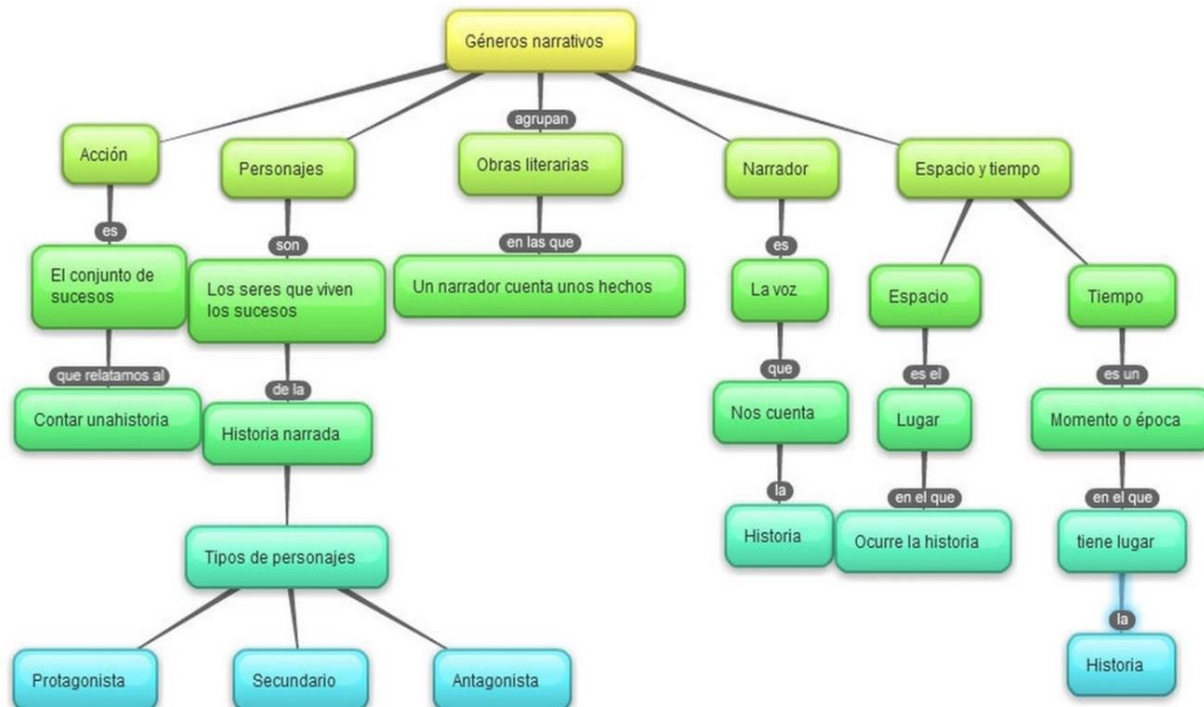 Géneros narrativos
agrupan
Acción
Personajes
Obras literarias
Narrador
Espacio y tiempo
es
son
en las que
es
El conjunto de
sucesos
Los seres que viven
los sucesos
Un narrador cuenta unos hechos
La voz
Espacio
Tiempo
que relatamos al
de la
que
es el
es un
Contar unahistoria
Historia narrada
Nos cuenta
Lugar
Momento o época
la
en el que
en el que
Tipos de personajes
Historia
Ocurre la historia
tiene lugar
la
Protagonista
Secundario
Antagonista
Historia